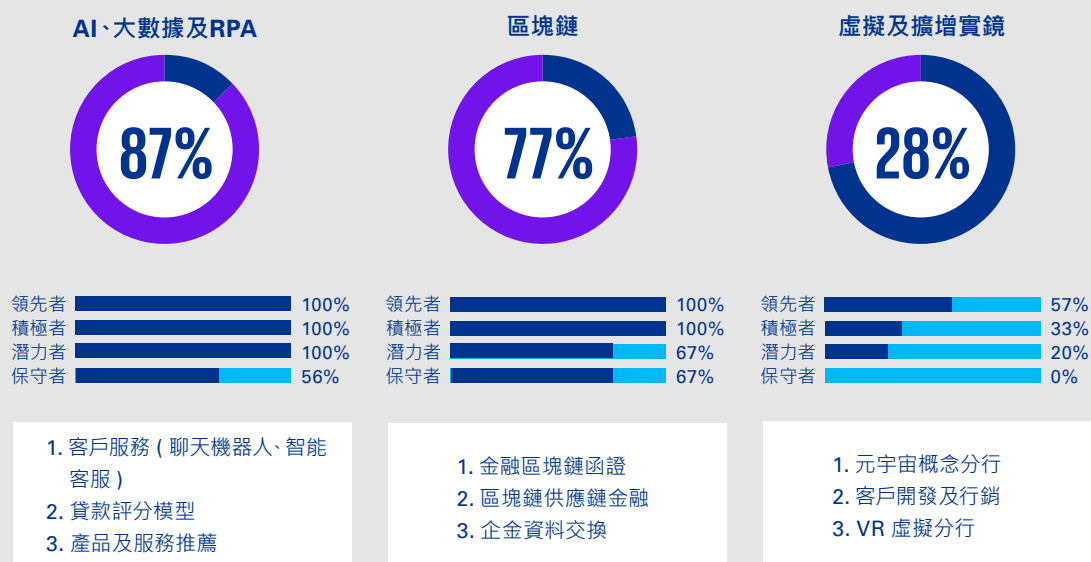 AI、大數據及RPA
87%
領先者 100%
積極者 100%
潛力者 100%
保守者 56%
1. 客戶服務 ( 聊天機器人、智能
客服 )
2. 貸款評分模型
3. 產品及服務推薦
區塊鏈
77%
領先者 100%
積極者 100%
潛力者 67%
保守者 67%
1. 金融區塊鏈函證
2. 區塊鏈供應鏈金融
3. 企金資料交換
虛擬及擴增實鏡
28%
領先者 57%
積極者 33%
潛力者 20%
保守者 0%
1. 元宇宙概念分行
2. 客戶開發及行銷
3. VR 虛擬分行